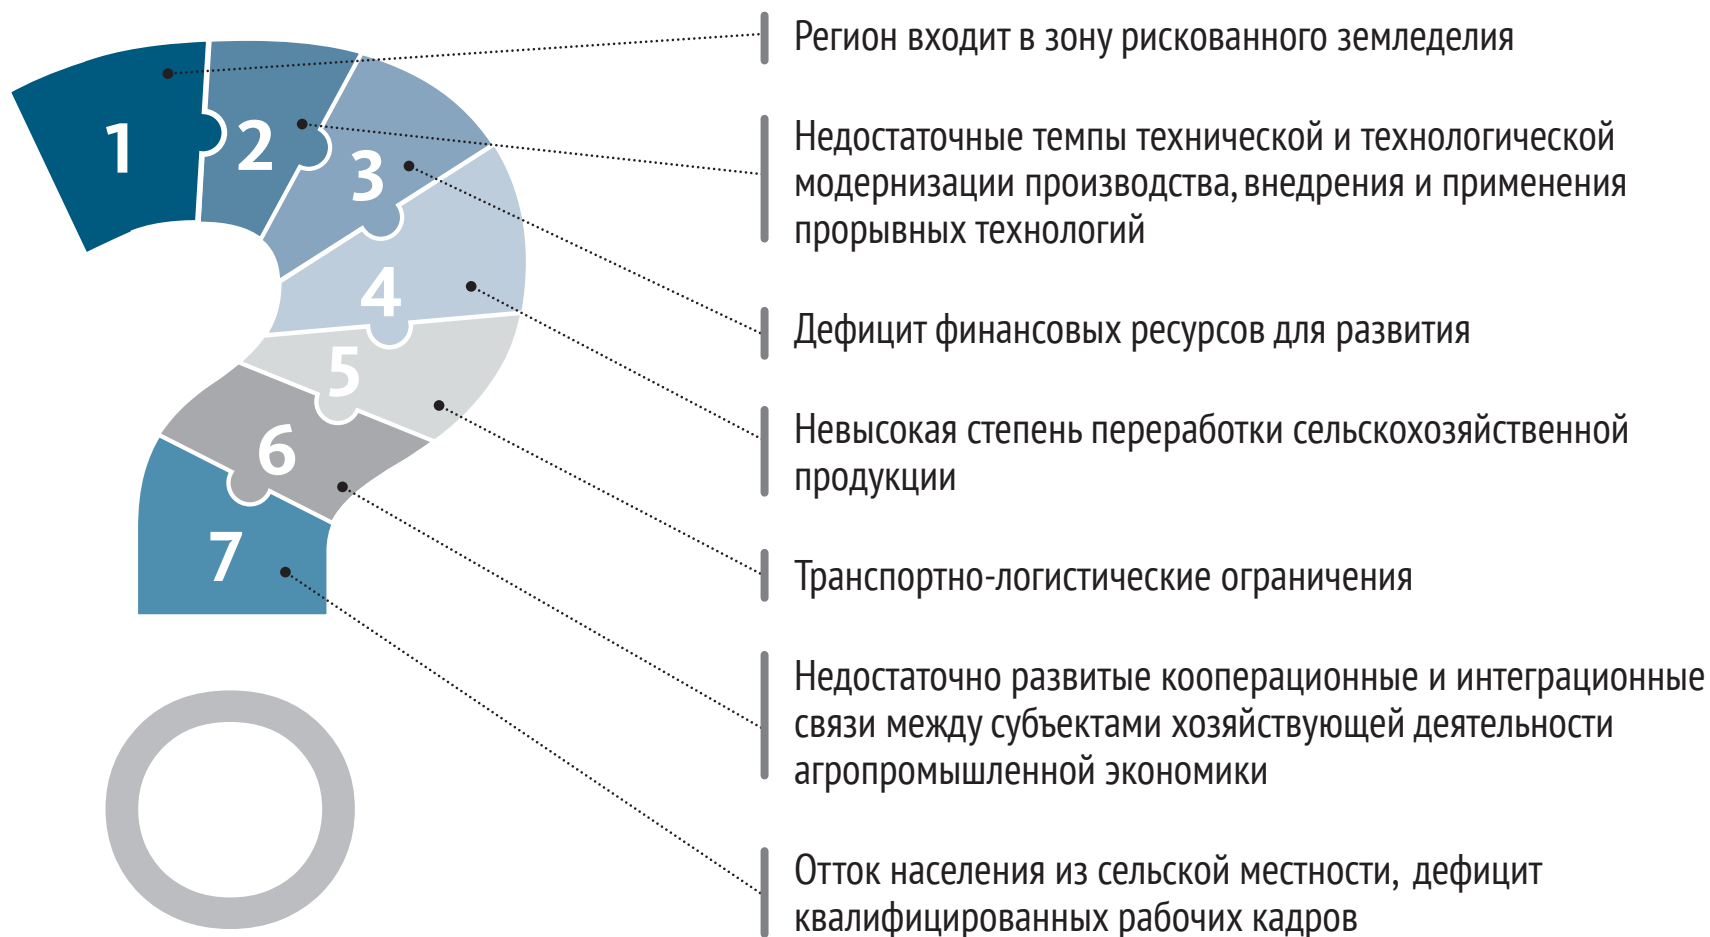 1
Регион входит в зону рискованного земледелия
2
Недостаточные темпы технической и технологической
модернизации производства, внедрения и применения
прорывных технологий
3
Дефицит финансовых ресурсов для развития
4
Невысокая степень переработки сельскохозяйственной
продукции
5
Транспортно-логистические ограничения
6
Недостаточно развитые кооперационные и интеграционные
связи между субъектами хозяйствующей деятельности
агропромышленной экономики
7
Отток населения из сельской местности, дефицит
квалифицированных рабочих кадров